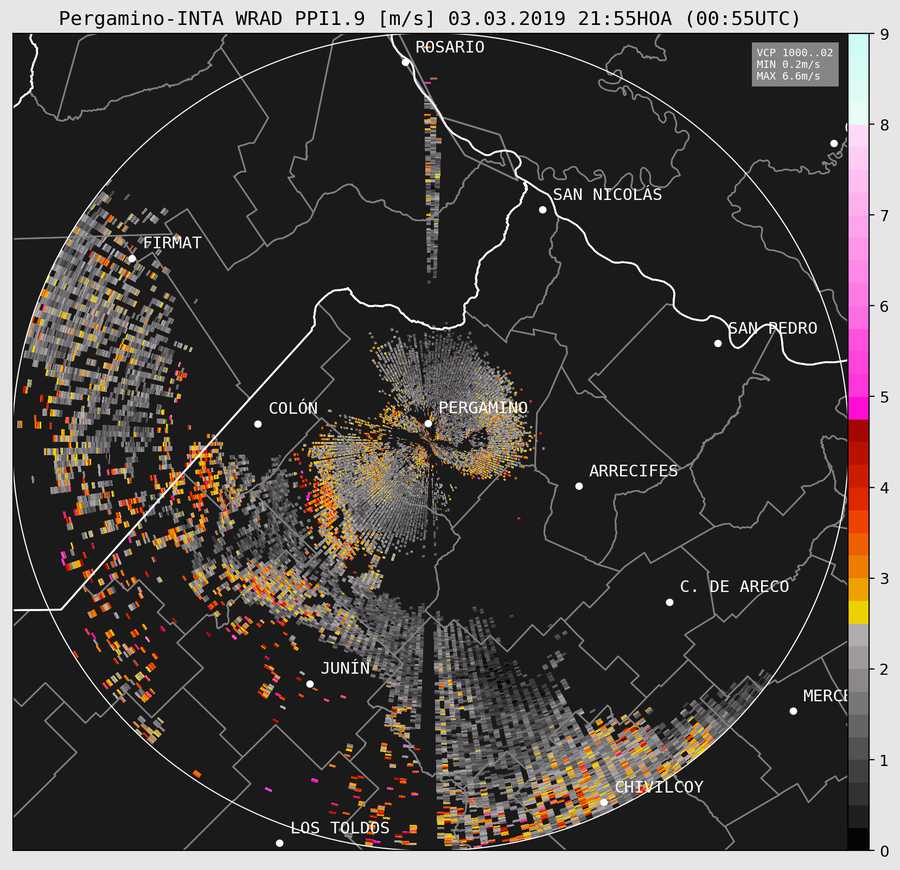 Pergamino-INTA WRAD PPI1.9 [m/s] 03.03.2019 21:55HOA (00:55UTC)
VCP 1000..02
MIN 0.2m/s
MAX 6.6m/s
ROSARIO
SAN NICOLÁS
FIRMAT
SAN PEDRO
COLÓN
PERGAMINO
ARRECIFES
C. DE ARECO
JUNÍN
MERCE
CHIVILCOY
LOS TOLDOS
9
8
7
6
5
4
3
2
1
0